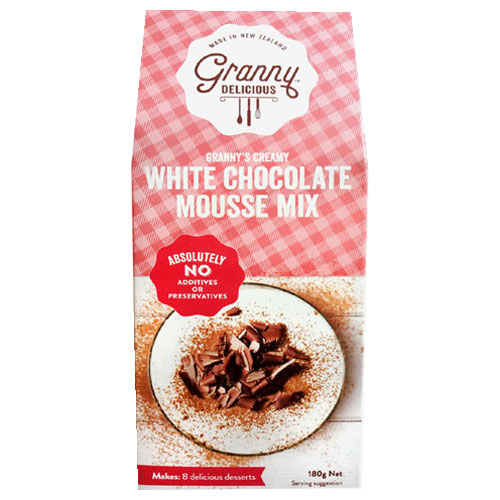 MADE IN NEW ZEALAND
Granny
DELICIOUS
GRANNY'S CREAMY
WHITE CHOCOLATE
MOUSSE MIX
ABSOLUTELY
NO
ADDITIVES
OR
PRESERVATIVES
Makes: 8 delicious desserts
180g Net
Serving suggestion